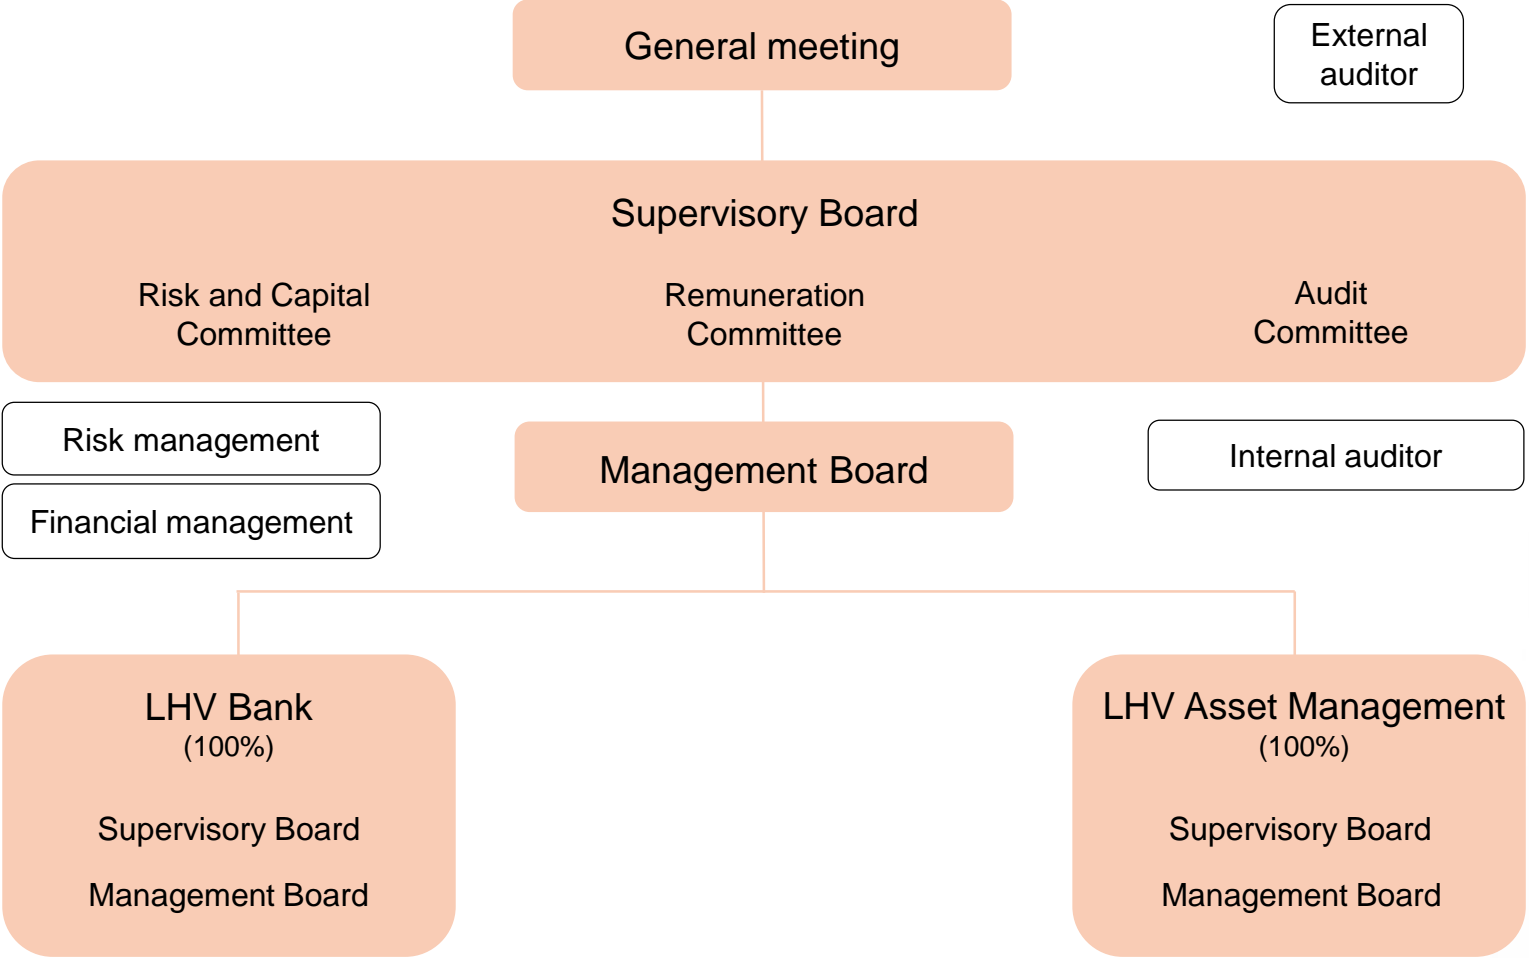 General meeting
External
auditor
Supervisory Board
Risk and Capital
Committee
Remuneration
Committee
Audit
Committee
Risk management
Financial management
Management Board
Internal auditor
LHV Bank
(100%)
Supervisory Board
Management Board
LHV Asset Management
(100%)
Supervisory Board
Management Board